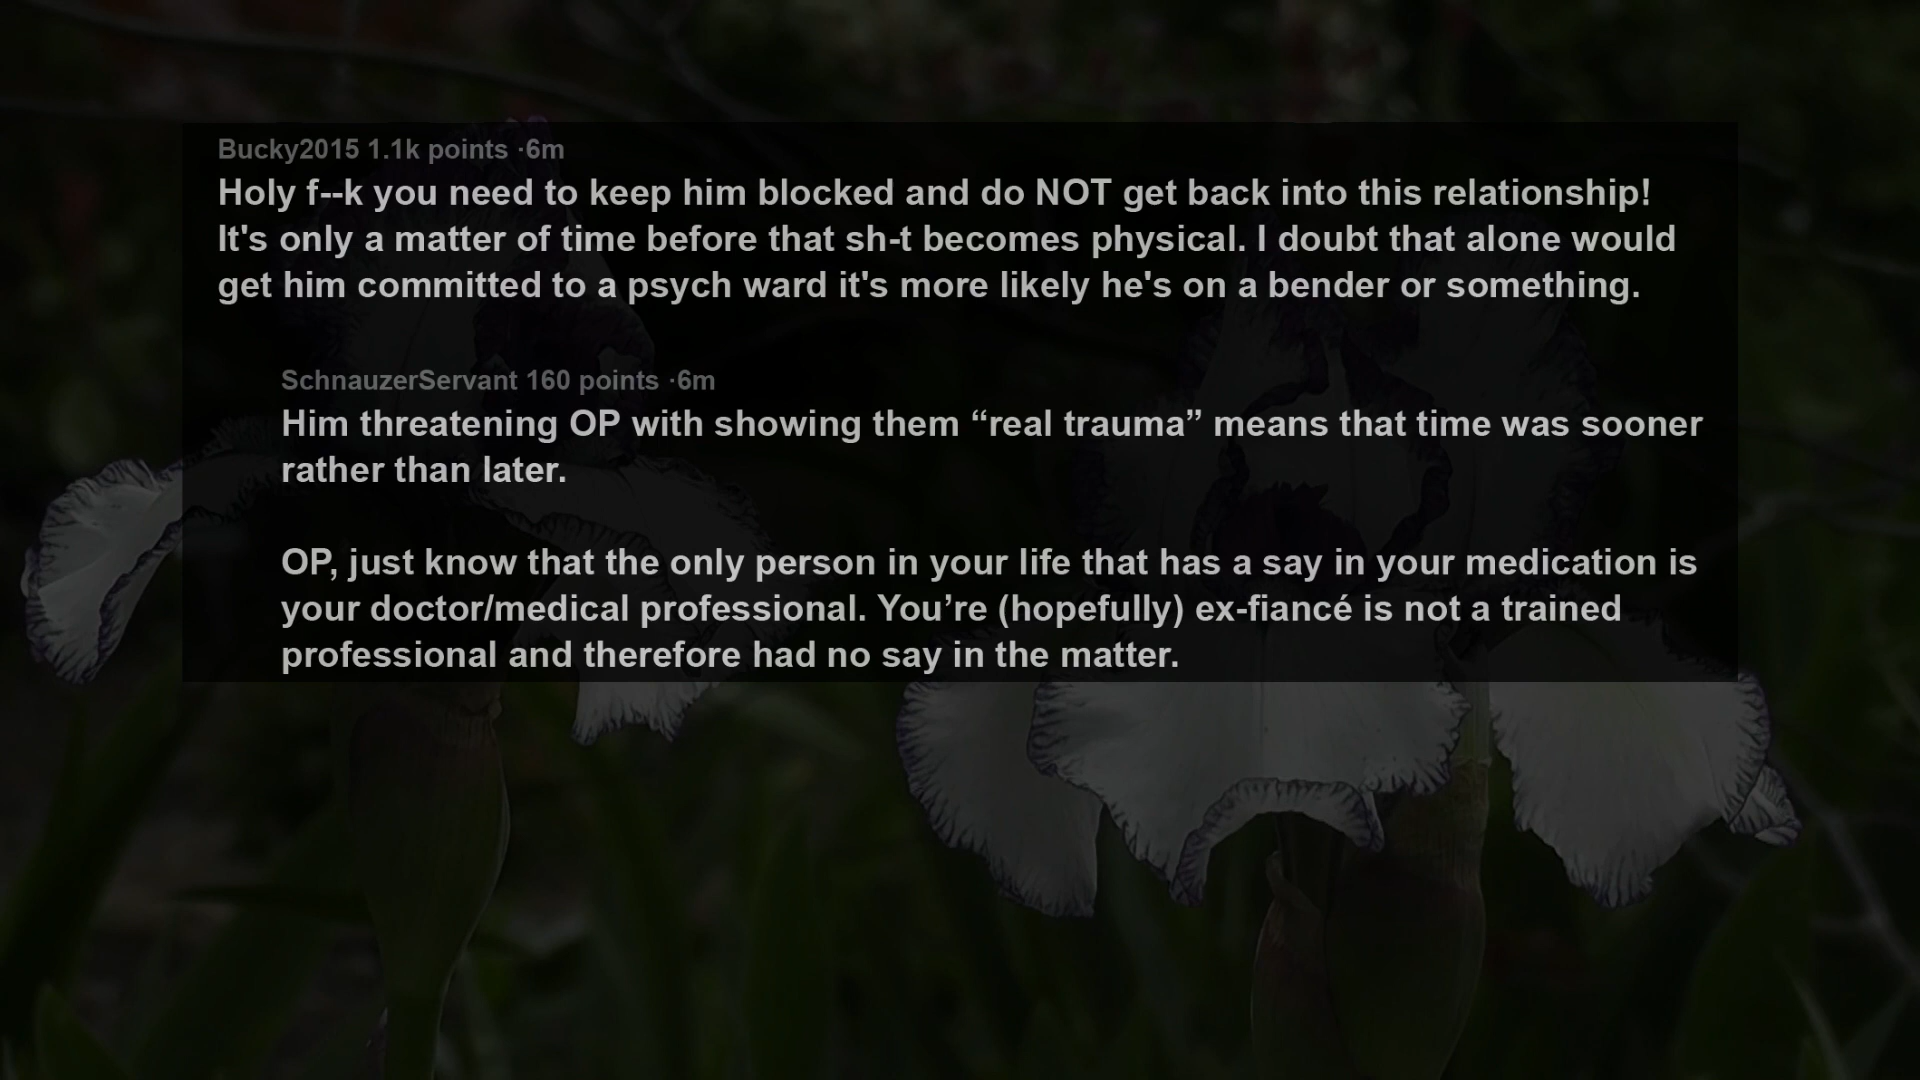 Bucky2015 1.1k points ·6m
Holy f--k you need to keep him blocked and do NOT get back into this relationship!
It's only a matter of time before that sh-t becomes physical. I doubt that alone would
get him committed to a psych ward it's more likely he's on a bender or something.
SchnauzerServant 160 points ·6m
Him threatening OP with showing them “real trauma” means that time was sooner
rather than later.
OP, just know that the only person in your life that has a say in your medication is
your doctor/medical professional. You’re (hopefully) ex-fiancé is not a trained
professional and therefore had no say in the matter.